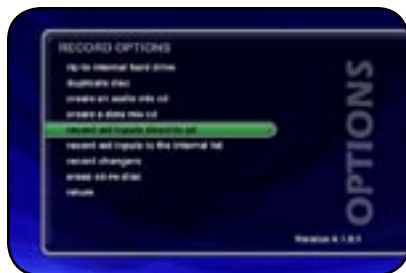 RECORD OPTIONS
rip to internal hard drive
duplicate disc
create an audio mix cd
create a data mix cd
record aux inputs direct to cd
record aux inputs to the internal hd
record changers
erase cd-rw disc
return
OPTIONS